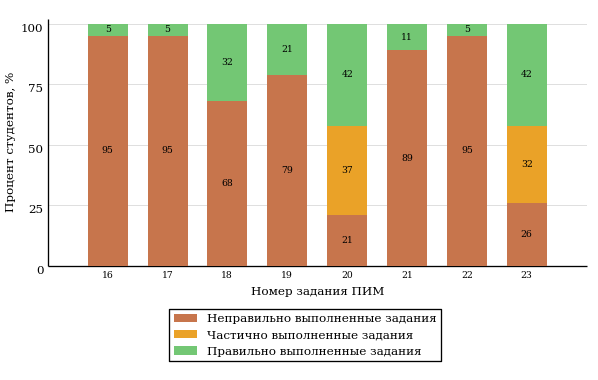 Процент студентов, %
100
75
50
25
0
5 5 32 21 42 11 5 42
37 32
95 95 68 79 21 89 95 26
16 17 18 19 20 21 22 23
Номер задания ПИМ
Неправильно выполненные задания
Частично выполненные задания
Правильно выполненные задания